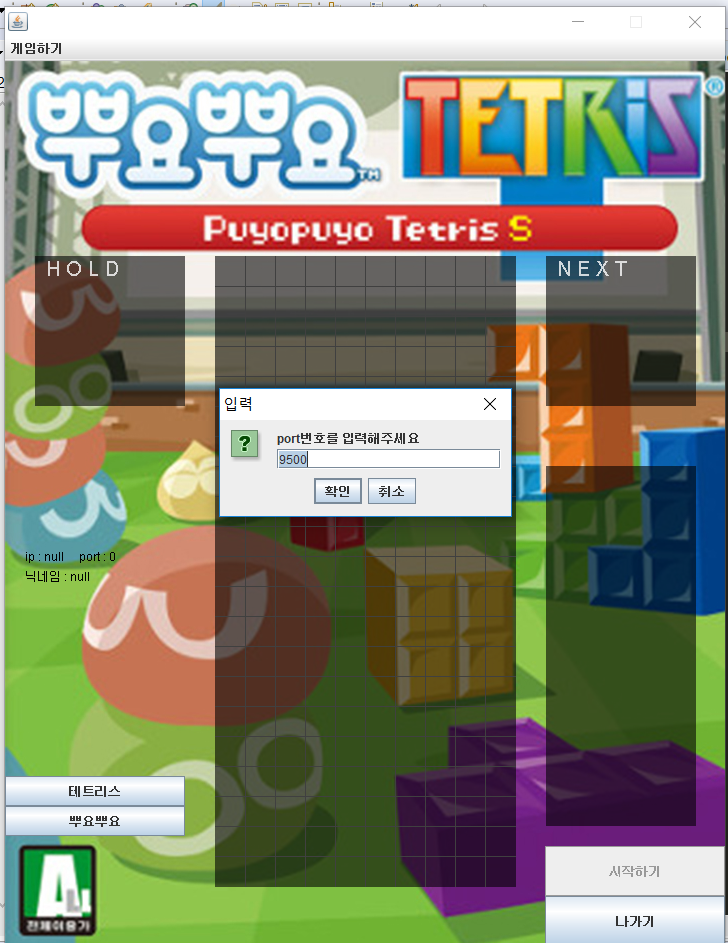 게임하기
뿌요뿌요™
TETRIS®
Puyopuyo Tetris S
HOLD
NEXT
입력
port번호를 입력해주세요
9500
확인
취소
ip : null port : 0
닉네임 : null
테트리스
뿌요뿌요
ALL
전체이용가
시작하기
나가기